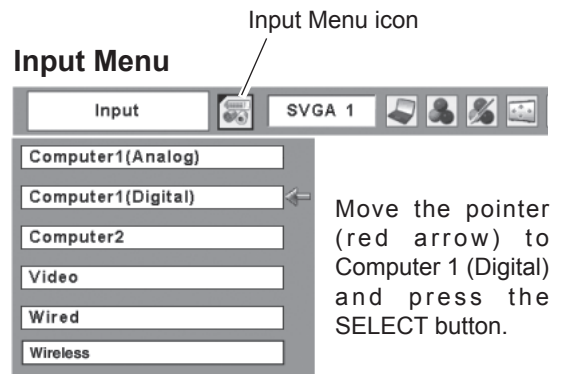 Input Menu icon
Input Menu
Input
SVGA 1
Computer1(Analog)
Computer1(Digital)
Computer2
Video
Wired
Wireless
Move the pointer
(red arrow) to
Computer 1 (Digital)
and press the
SELECT button.